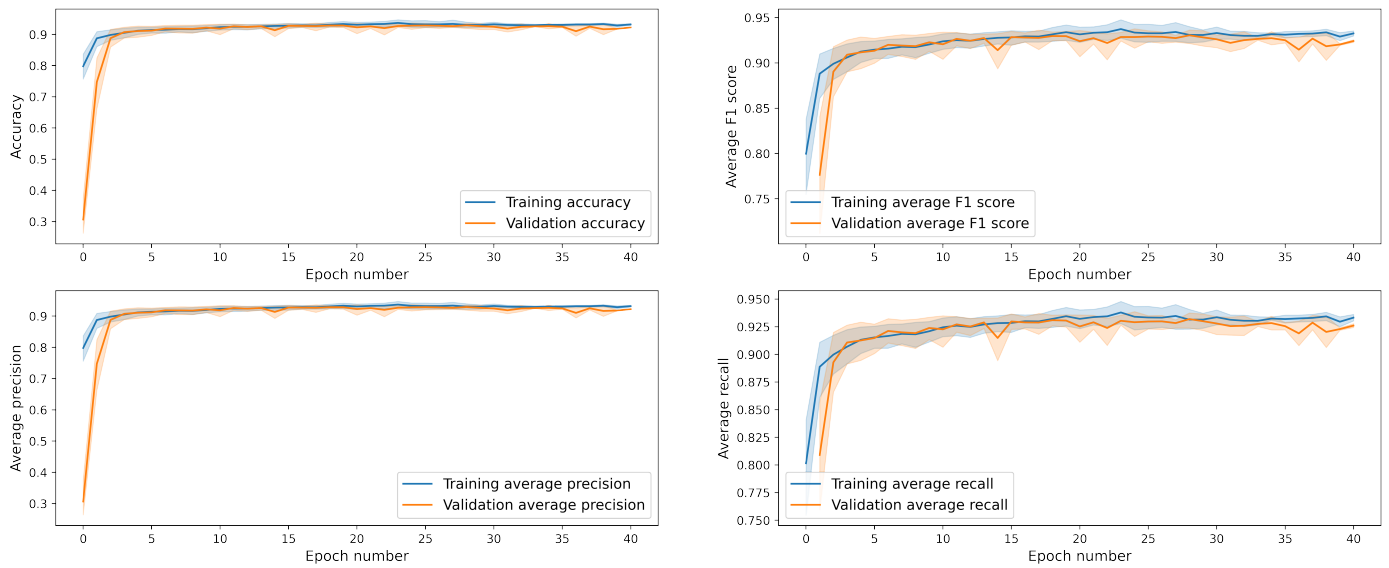 0.9
0.8
0.7
0.6
0.5
0.4
0.3
Accuracy
Training accuracy
Validation accuracy
0 5 10 15 20 25 30 35 40
Epoch number
0.95
0.90
0.85
0.80
0.75
Average F1 score
Training average F1 score
Validation average F1 score
0 5 10 15 20 25 30 35 40
Epoch number
0.9
0.8
0.7
0.6
0.5
0.4
0.3
Average precision
Training average precision
Validation average precision
0 5 10 15 20 25 30 35 40
Epoch number
0.950
0.925
0.900
0.875
0.850
0.825
0.800
0.775
0.750
Average recall
Training average recall
Validation average recall
0 5 10 15 20 25 30 35 40
Epoch number